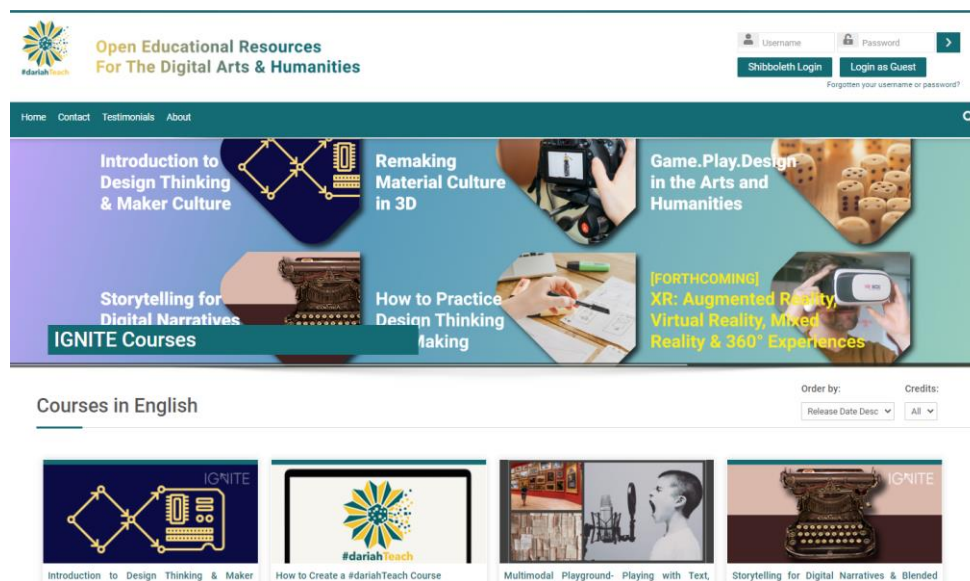 #dariahTeach
Open Educational Resources
For The Digital Arts & Humanities
Username
Password
Shibboleth Login
Login as Guest
Forgotten your username or password?
Home
Contact
Testimonials
About
Introduction to
Design Thinking
& Maker Culture
Remaking
Material Culture
in 3D
Game.Play.Design
in the Arts and
Humanities
Storytelling for
Digital Narratives
How to Practice
Design Thinking
Making
[FORTHCOMING]
XR: Augmented Reality,
Virtual Reality, Mixed
Reality & 360° Experiences
IGNITE Courses
Courses in English
Order by:
Credits:
Release Date Desc
All
IGNITE
#dariahTeach
IGNITE
Introduction to Design Thinking & Maker
How to Create a #dariahTeach Course
Multimodal Playground- Playing with Text,
Storytelling for Digital Narratives & Blended